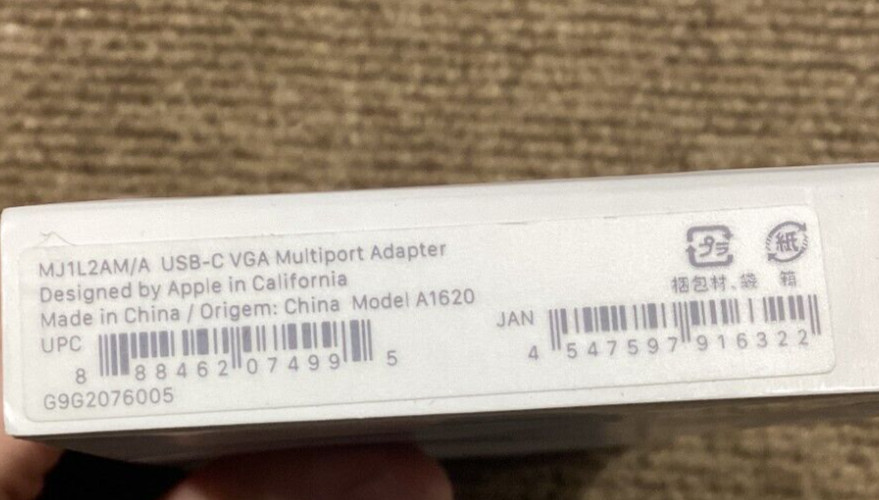 MJ1L2AM/A USB-C VGA Multiport Adapter
Designed by Apple in California
Made in China / Origem: China Model A1620
UPC
8 88462 07499 5
G9G2076005
プラ
紙
梱包材、袋 箱
JAN
4 547597 916322